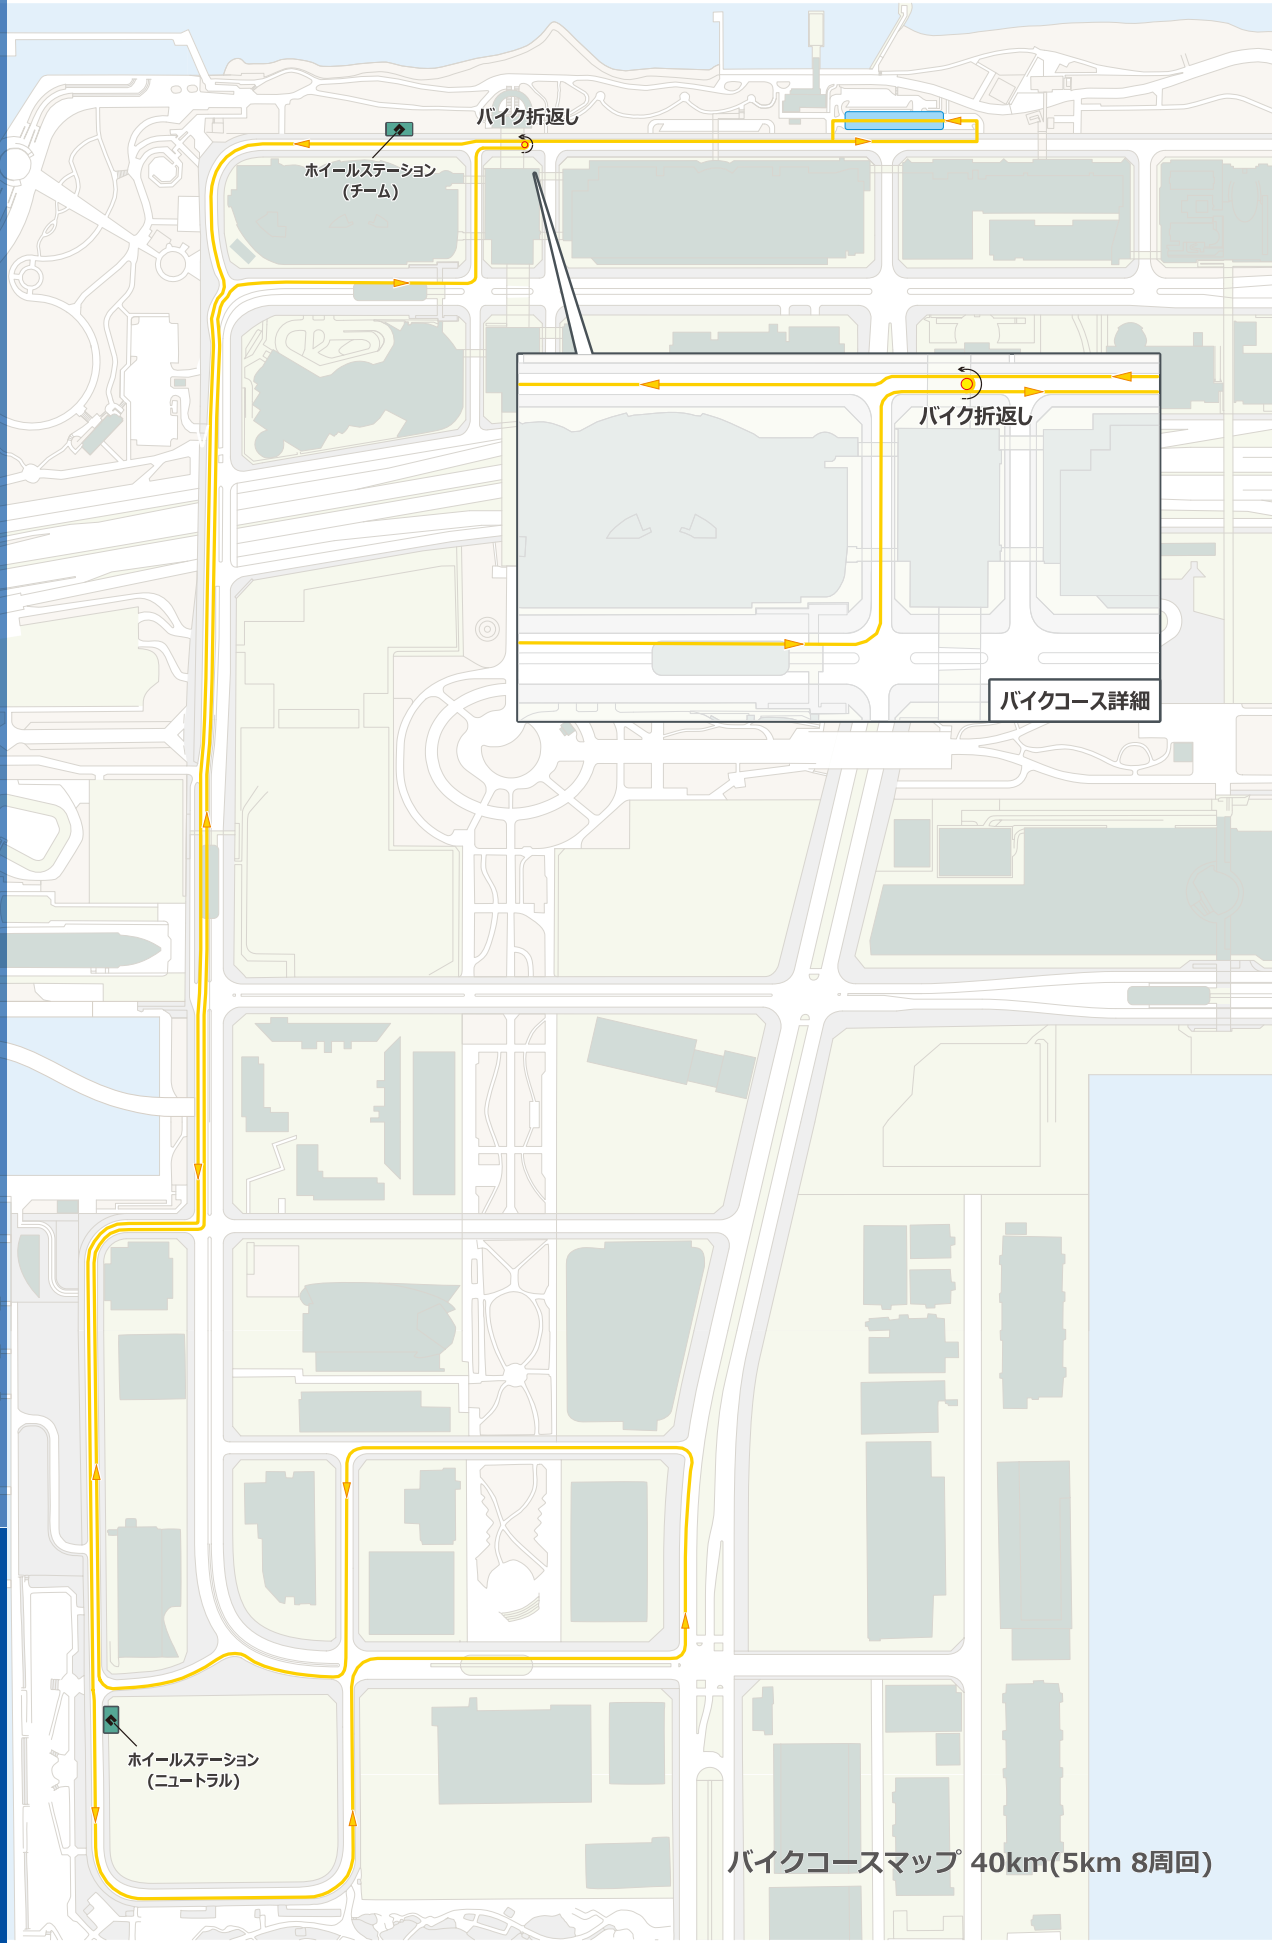 バイク折返し
ホイールステーション
(チーム)
バイク折返し
バイクコース詳細
ホイールステーション
(ニュートラル)
バイクコースマップ 40km(5km 8周回)